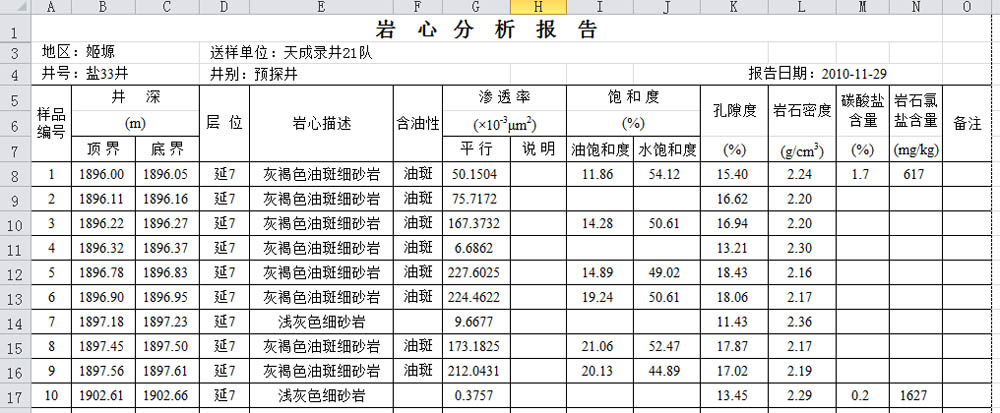 A B C D E F G H I J K L M N O
1 岩 心 分 析 报 告
3 地区：姬塬 送样单位：天成录井21队
4 井号：盐33井 井别：预探井 报告日期：2010-11-29
5 样品编号 井 深 层 位 岩心描述 含油性 渗 透 率 饱 和 度 孔隙度 岩石密度 碳酸盐含量 岩石氯盐含量 备注
6 (m) (×10-3μm2) (%)
7 顶 界 底 界 平 行 说 明 油饱和度 水饱和度 (%) (g/cm3) (%) (mg/kg)
8 1 1896.00 1896.05 延7 灰褐色油斑细砂岩 油斑 50.1504 11.86 54.12 15.40 2.24 1.7 617
9 2 1896.11 1896.16 延7 灰褐色油斑细砂岩 油斑 75.7172 16.62 2.20
10 3 1896.22 1896.27 延7 灰褐色油斑细砂岩 油斑 167.3732 14.28 50.61 16.94 2.20
11 4 1896.32 1896.37 延7 灰褐色油斑细砂岩 油斑 6.6862 13.21 2.30
12 5 1896.78 1896.83 延7 灰褐色油斑细砂岩 油斑 227.6025 14.89 49.02 18.43 2.16
13 6 1896.90 1896.95 延7 灰褐色油斑细砂岩 油斑 224.4622 19.24 50.61 18.06 2.17
14 7 1897.18 1897.23 延7 浅灰色细砂岩 9.6677 11.43 2.36
15 8 1897.45 1897.50 延7 灰褐色油斑细砂岩 油斑 173.1825 21.06 52.47 17.87 2.17
16 9 1897.56 1897.61 延7 灰褐色油斑细砂岩 油斑 212.0431 20.13 44.89 17.02 2.19
17 10 1902.61 1902.66 延7 浅灰色细砂岩 0.3757 13.45 2.29 0.2 1627